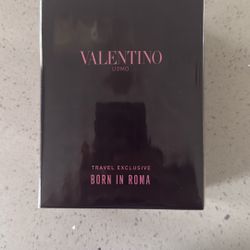 VALENTINO
UOMO
TRAVEL EXCLUSIVE
BORN IN ROMA